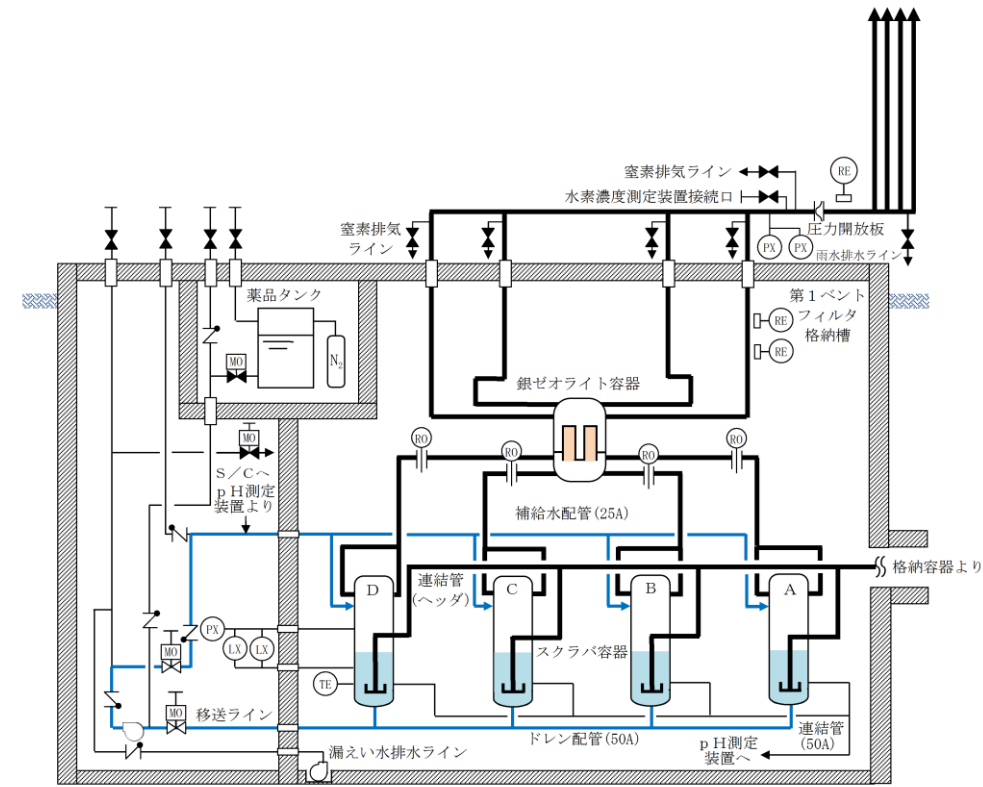 窒素排気ライン
RE
水素濃度測定装置接続口
窒素排気
ライン
圧力開放板
PX
PX
雨水排水ライン
薬品タンク
第1ベント
フィルタ
格納槽
RE
RE
N2
MO
銀ゼオライト容器
MO
RO
RO
RO
RO
S/Cへ
pH測定
装置より
補給水配管(25A)
連結管
(ヘッダ)
格納容器より
D
C
B
A
PX
LX
LX
MO
スクラバ容器
TE
MO
移送ライン
ドレン配管(50A)
連結管
(50A)
pH測定
装置へ
漏えい水排水ライン